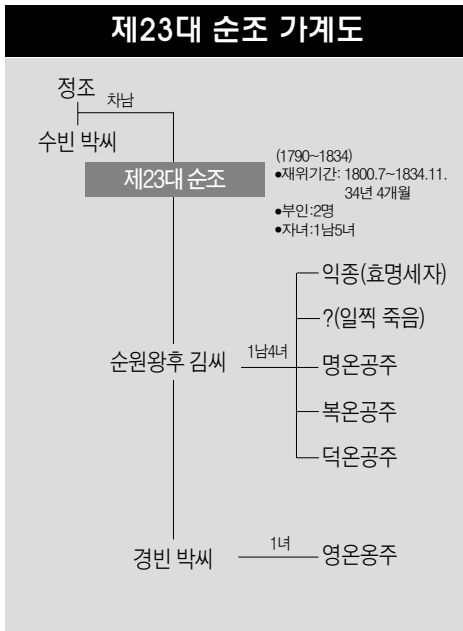 제23대 순조 가계도
정조
차남
수빈 박씨
제23대 순조
(1790~1834)
●재위기간: 1800.7~1834.11.
34년 4개월
●부인:2명
●자녀:1남5녀
익종(효명세자)
?(일찍 죽음)
순원왕후 김씨
1남4녀
명온공주
복온공주
덕온공주
경빈 박씨
1녀
영온옹주